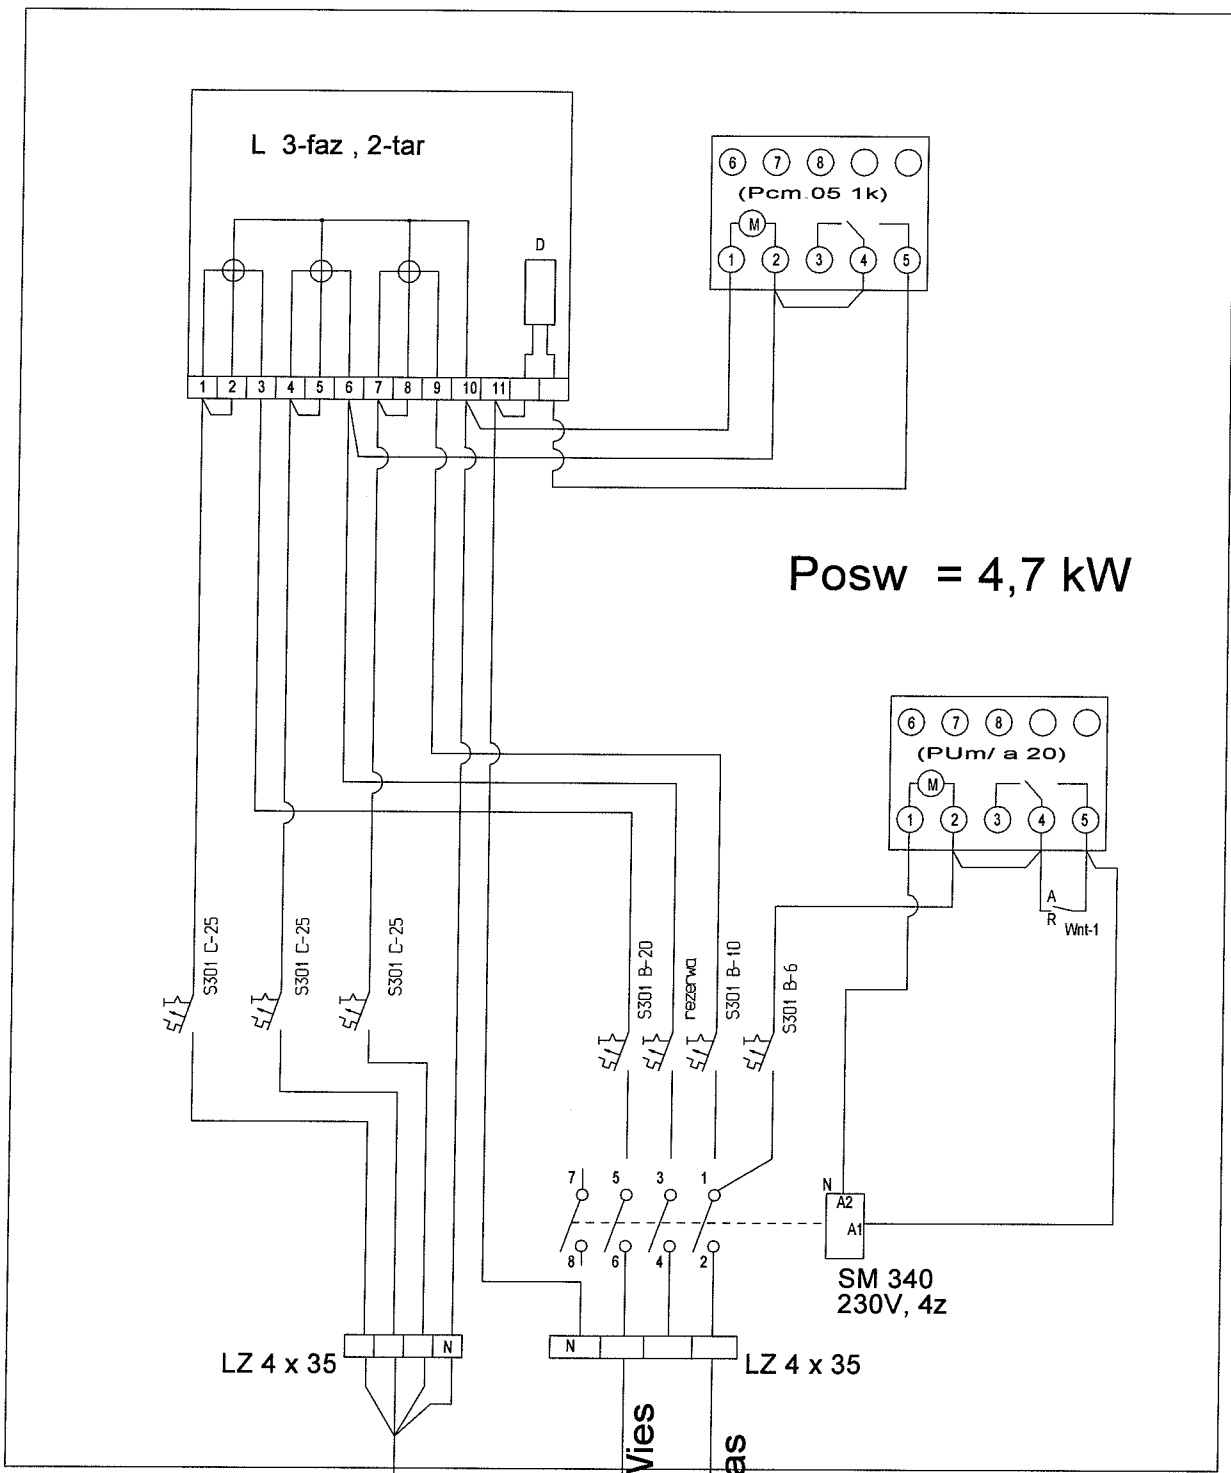 L 3-faz , 2-tar
D
1 2 3 4 5 6 7 8 9 10 11
6 7 8
(Pcm.05 1k)
M
1 2 3 4 5
Posw = 4,7 kW
6 7 8
(PUm/ a 20)
M
1 2 3 4 5
A
R
Wnt-1
S301 C-25
S301 C-25
S301 C-25
S301 B-20
rezerwa
S301 B-10
S301 B-6
7 5 3 1
8 6 4 2
N
A2
A1
SM 340
230V, 4z
N
LZ 4 x 35
N
LZ 4 x 35
as